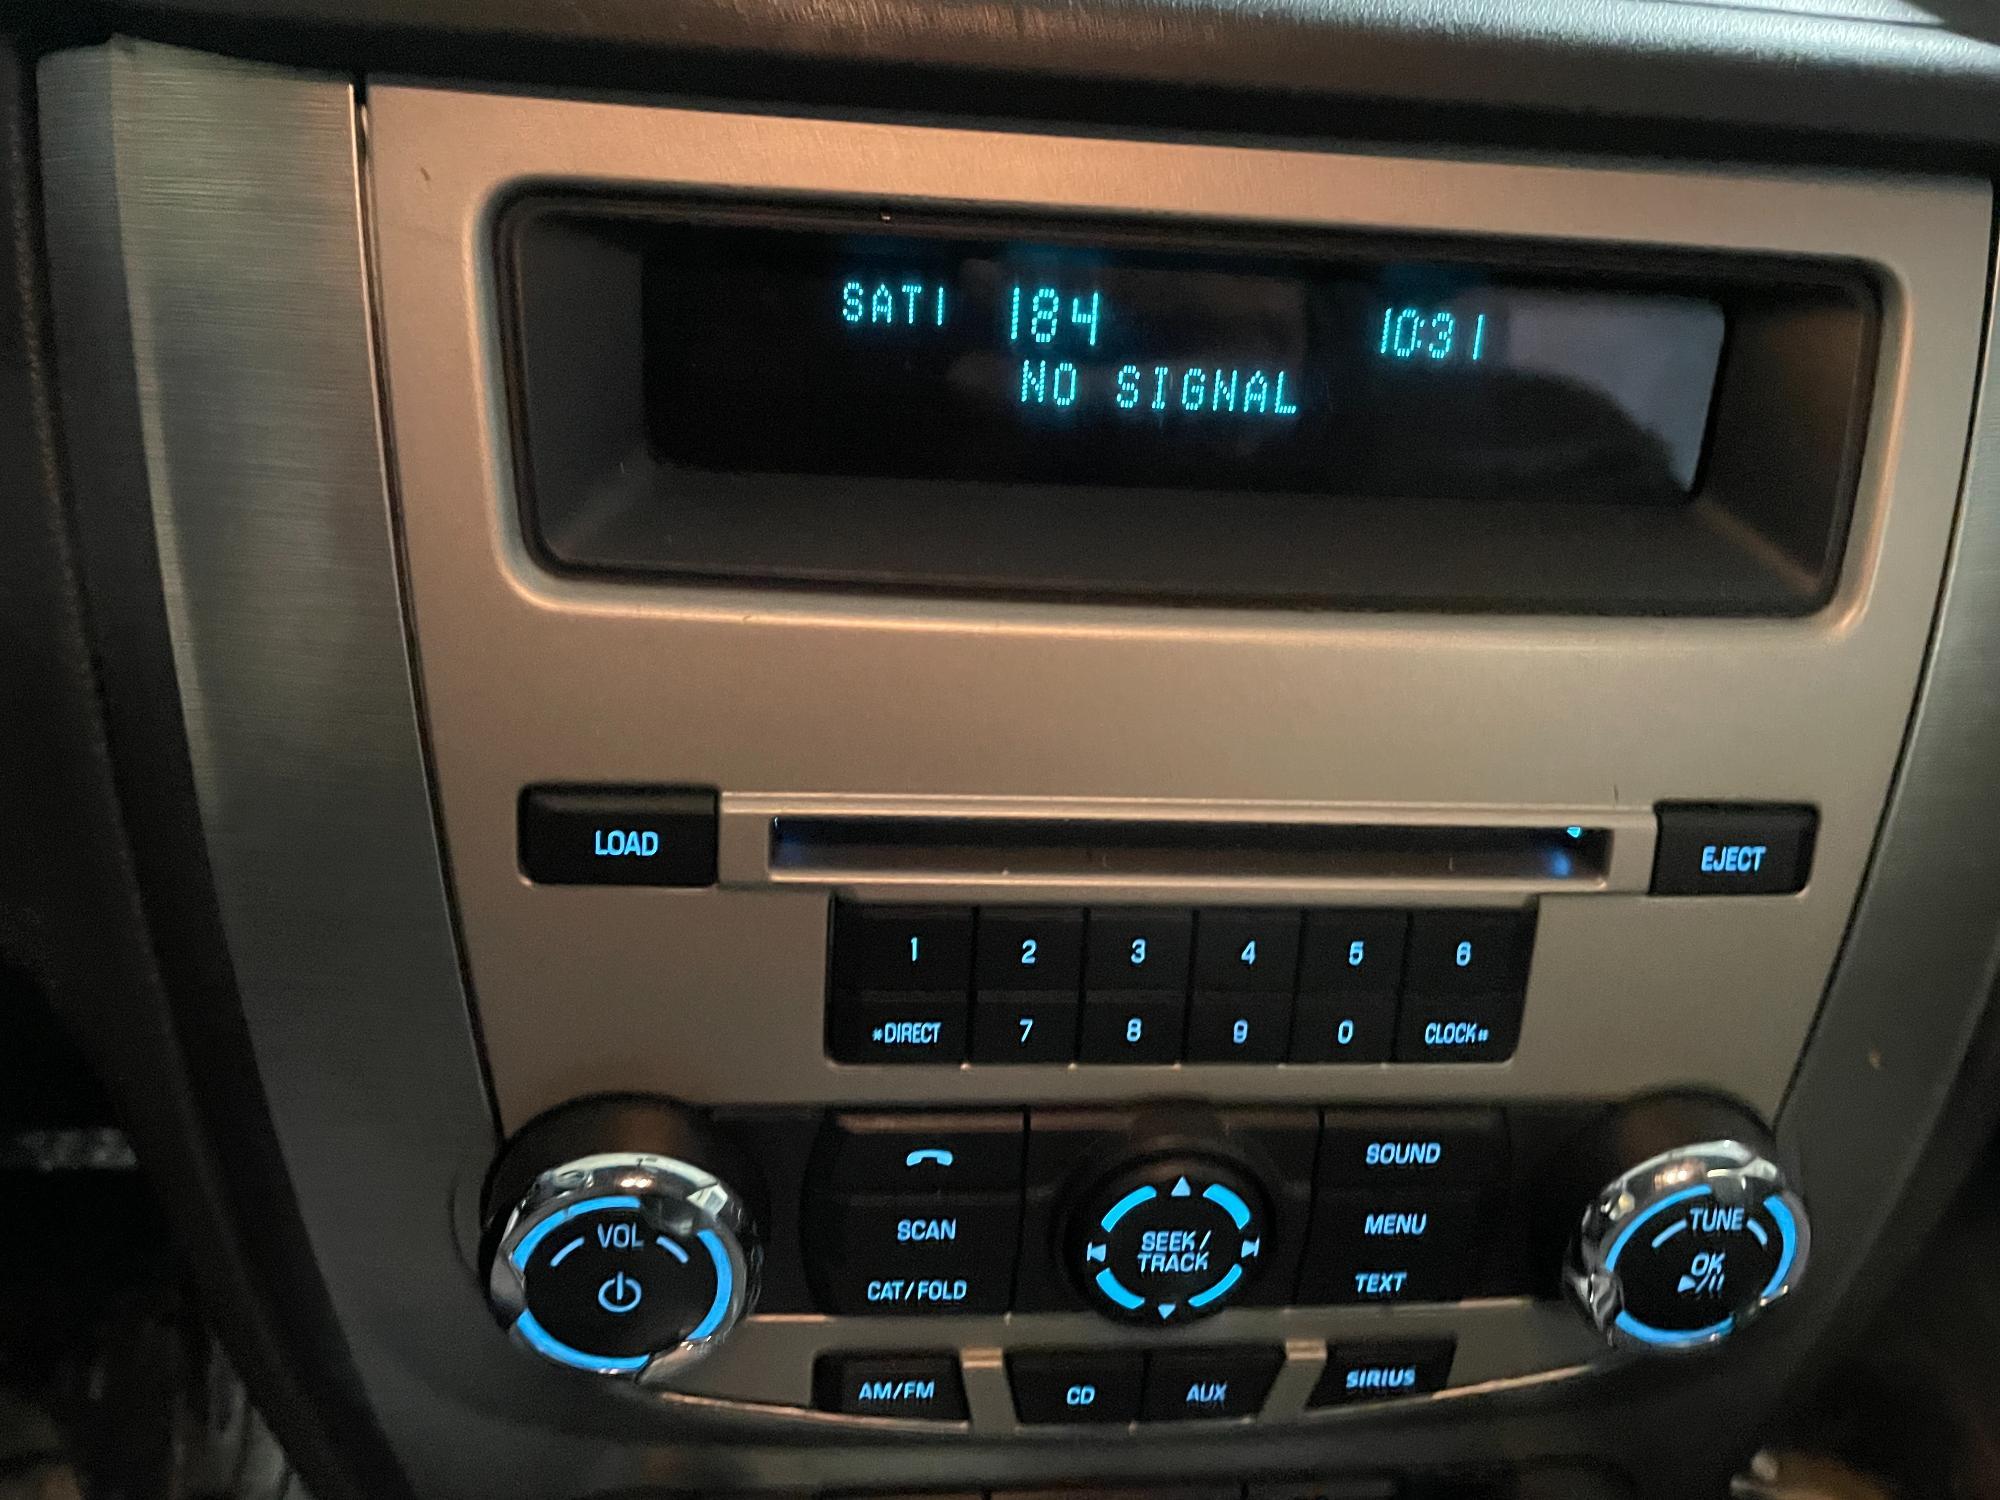 SAT1 184 10:31
NO SIGNAL
LOAD
EJECT
1 2 3 4 5 6
*DIRECT 7 8 9 0 CLOCK#
VOL
SCAN
CAT/FOLD
SEEK/
TRACK
SOUND
MENU
TEXT
TUNE
OK
AM/FM CD AUX SIRIUS